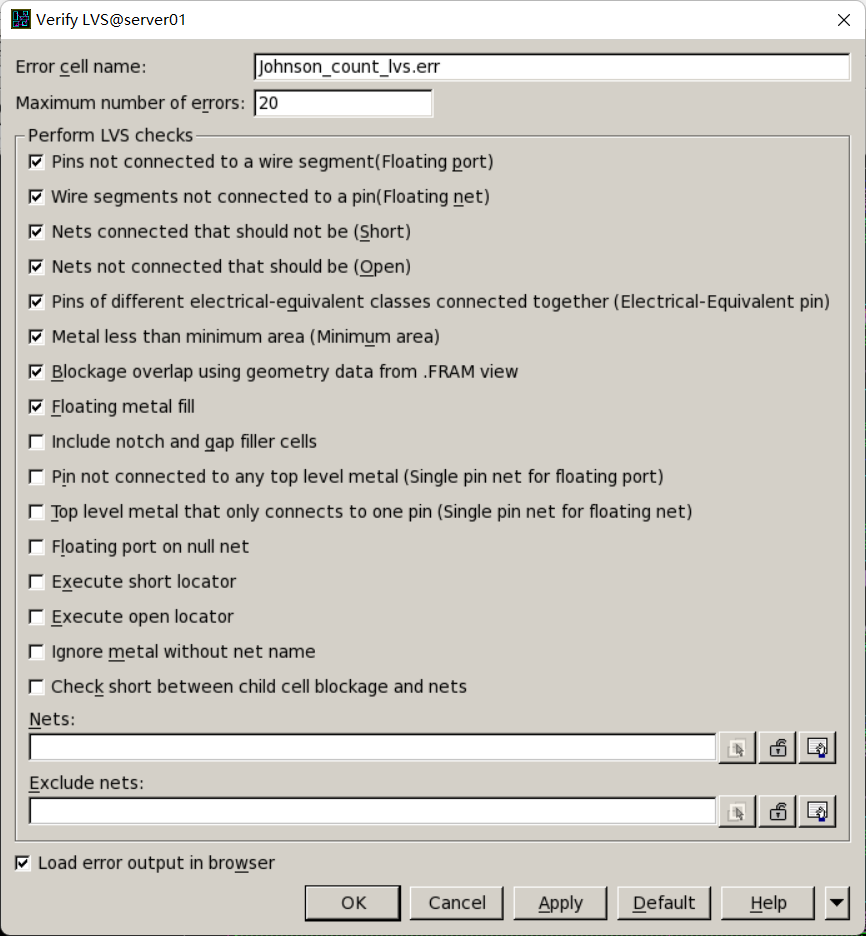 Verify LVS@server01
Error cell name: Johnson_count_lvs.err
Maximum number of errors: 20
Perform LVS checks
Pins not connected to a wire segment(Floating port)
Wire segments not connected to a pin(Floating net)
Nets connected that should not be (Short)
Nets not connected that should be (Open)
Pins of different electrical-equivalent classes connected together (Electrical-Equivalent pin)
Metal less than minimum area (Minimum area)
Blockage overlap using geometry data from .FRAM view
Floating metal fill
Include notch and gap filler cells
Pin not connected to any top level metal (Single pin net for floating port)
Top level metal that only connects to one pin (Single pin net for floating net)
Floating port on null net
Execute short locator
Execute open locator
Ignore metal without net name
Check short between child cell blockage and nets
Nets:
Exclude nets:
Load error output in browser
OK Cancel Apply Default Help